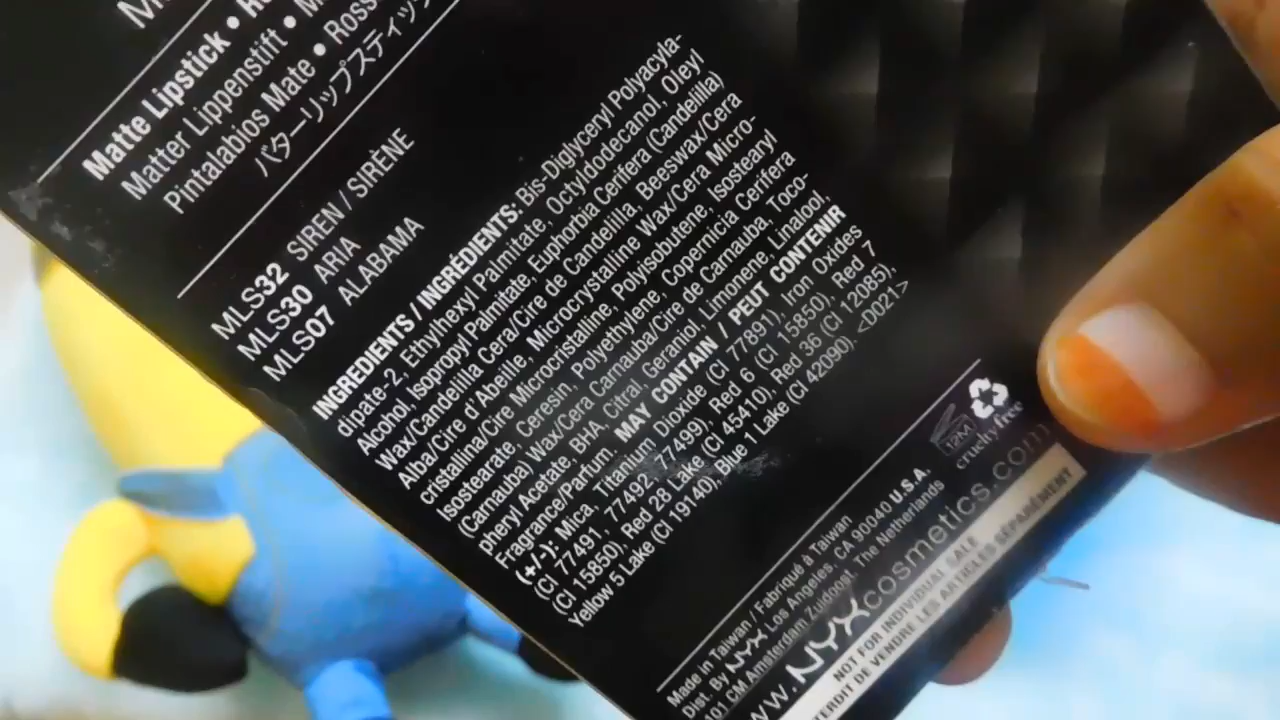 Matte Lipstick •
Matter Lippenstift •
Pintalabios Mate •
バターリップスティック
MLS32 SIREN / SIRÈNE
MLS30 ARIA
MLS07 ALABAMA
INGREDIENTS / INGRÉDIENTS: Bis-Diglyceryl Polyacyla-
dipate-2, Ethylhexyl Palmitate, Octyldodecanol, Oleyl
Alcohol, Isopropyl Palmitate, Euphorbia Cerifera (Candelilla)
Wax/Candelilla Cera/Cire de Candelilla, Beeswax/Cera
Alba/Cire d'Abeille, Microcrystalline Wax/Cera Micro-
cristallina/Cire Microcristalline, Polyisobutene, Isostearyl
Isostearate, Ceresin, Polyethylene, Copernicia Cerifera
(Carnauba) Wax/Cera Carnauba/Cire de Carnauba, Toco-
pheryl Acetate, BHA, Citral, Geraniol, Limonene, Linalool,
Fragrance/Parfum. MAY CONTAIN / PEUT CONTENIR
(+/-): Mica, Titanium Dioxide (CI 77891), Iron Oxides
(CI 77491, 77492, 77499), Red 6 (CI 15850), Red 7
(CI 15850), Red 28 Lake (CI 45410), Red 36 (CI 12085),
Yellow 5 Lake (CI 19140), Blue 1 Lake (CI 42090). <0021>
12M
cruelty free
Made in Taiwan / Fabriqué à Taiwan
Dist. By NYX Los Angeles, CA 90040 U.S.A.
101 CM Amsterdam Zuidoost, The Netherlands
www.NYXcosmetics.com
NOT FOR INDIVIDUAL SALE
INTERDIT DE VENDRE LES ARTICLES SÉPARÉMENT